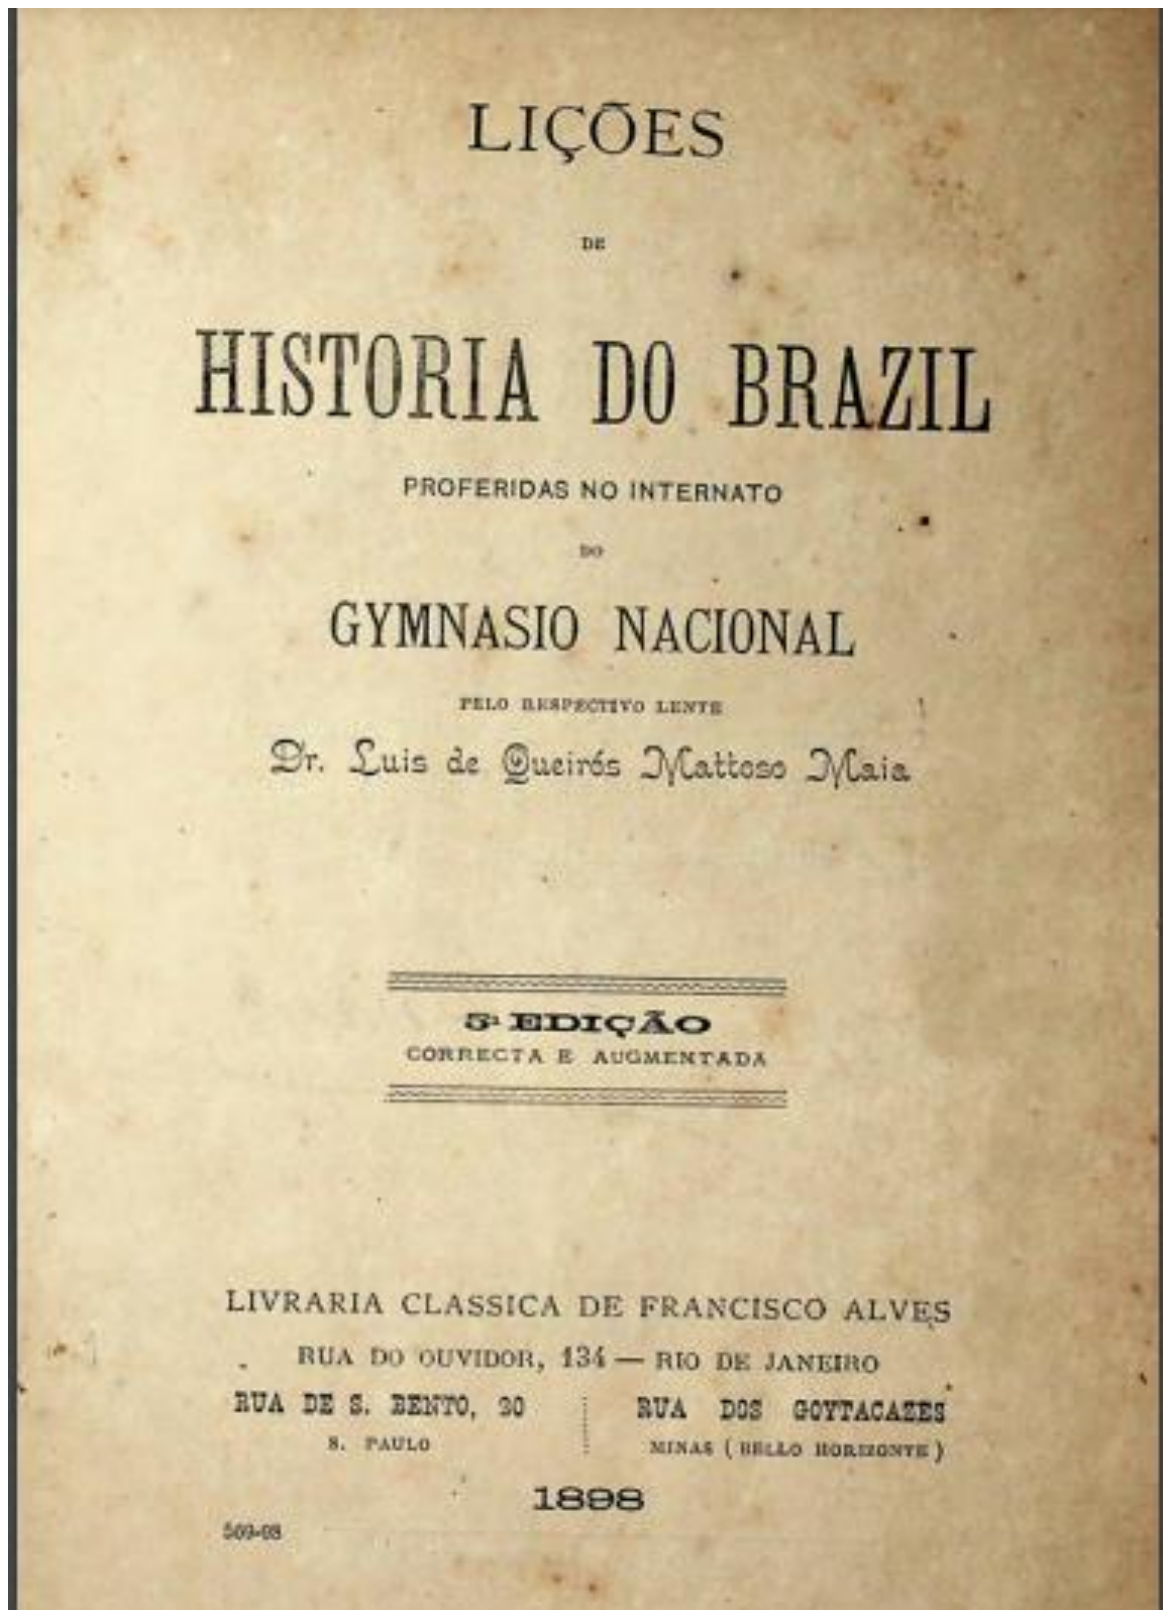 LIÇÕES
DE
HISTORIA DO BRAZIL
PROFERIDAS NO INTERNATO
DO
GYMNASIO NACIONAL
PELO RESPECTIVO LENTE
Dr. Luis de Queirós Mattoso Maia
5ª EDIÇÃO
CORRECTA E AUGMENTADA
LIVRARIA CLASSICA DE FRANCISCO ALVES
RUA DO OUVIDOR, 134 — RIO DE JANEIRO
RUA DE S. BENTO, 20
S. PAULO
RUA DOS GOYTACAZES
MINAS (BELLO HORIZONTE)
1898
569-98